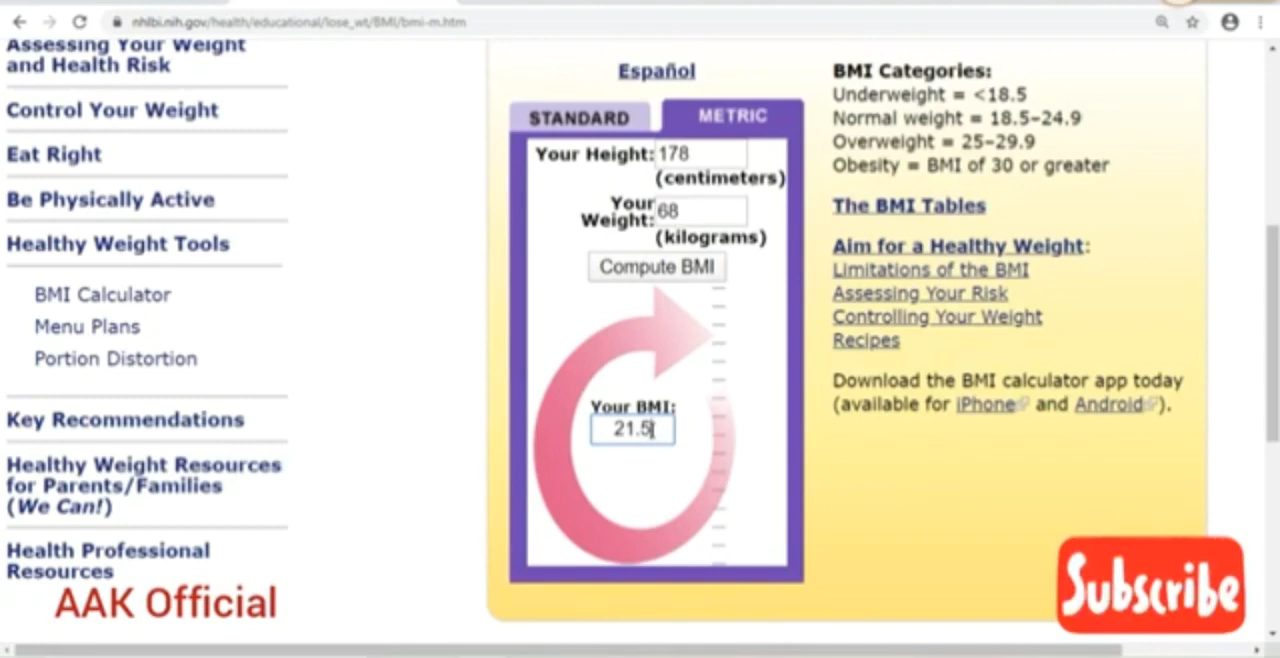 nhlbi.nih.gov/health/educational/lose_wt/BMI/bmi-m.htm
Assessing Your Weight
and Health Risk
Control Your Weight
Eat Right
Be Physically Active
Healthy Weight Tools
BMI Calculator
Menu Plans
Portion Distortion
Key Recommendations
Healthy Weight Resources
for Parents/Families
(We Can!)
Health Professional
Resources
AAK Official
Español
STANDARD
METRIC
Your Height: 178
(centimeters)
Your
Weight: 68
(kilograms)
Compute BMI
Your BMI:
21.5
BMI Categories:
Underweight = <18.5
Normal weight = 18.5–24.9
Overweight = 25–29.9
Obesity = BMI of 30 or greater
The BMI Tables
Aim for a Healthy Weight:
Limitations of the BMI
Assessing Your Risk
Controlling Your Weight
Recipes
Download the BMI calculator app today
(available for iPhone and Android).
Subscribe